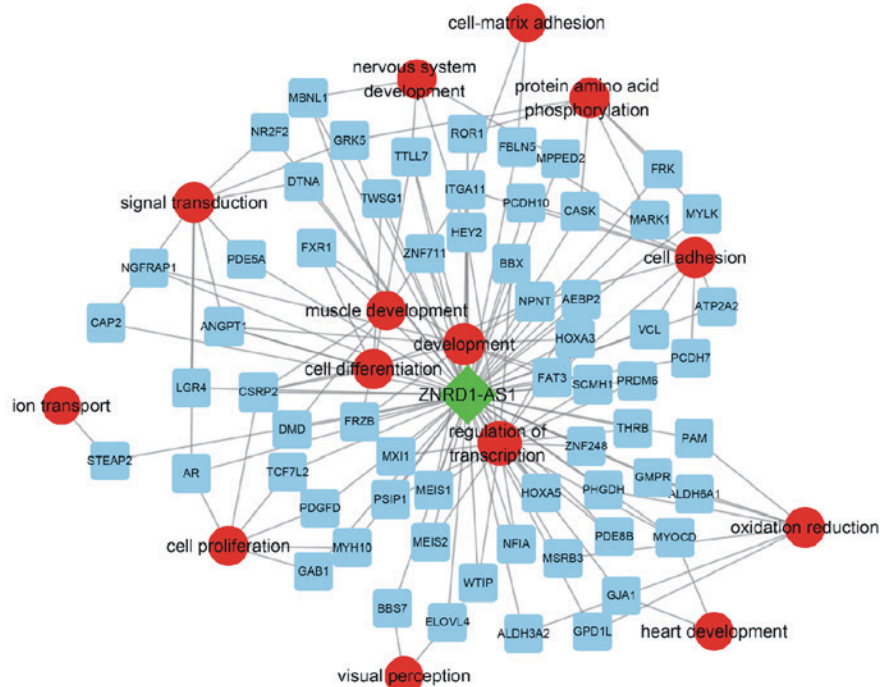 cell-matrix adhesion
nervous system
development
protein amino acid
phosphorylation
MBNL1
NR2F2
GRK5
TTLL7
RQR1
FBLN5
MPPED2
FRK
DTNA
TWSG1
ITGA11
PCDH10
CASK
MARK1
MYLK
signal transduction
FXR1
ZNF711
HEY2
BBX
cell adhesion
NGFRAP1
PDE5A
NPNT
AEBP2
ATP2A2
CAP2
ANGPT1
muscle development
development
HOXA3
VCL
PCDH7
LGR4
CSRP2
cell differentiation
ZNRD1-AS1
FAT3
SCMH1
PRDM6
ion transport
STEAP2
DMD
FRZB
regulation of
transcription
THRB
PAM
AR
TCF7L2
MXI1
ZNF248
GMPR
ALDH6A1
PDGFD
PSIP1
MEIS1
HOXA5
PHGDH
oxidation reduction
cell proliferation
MYH10
MEIS2
NFIA
MSRB3
PDE8B
MYOCD
GAB1
WTIP
GJA1
BBS7
ELOVL4
ALDH3A2
GPD1L
heart development
visual perception